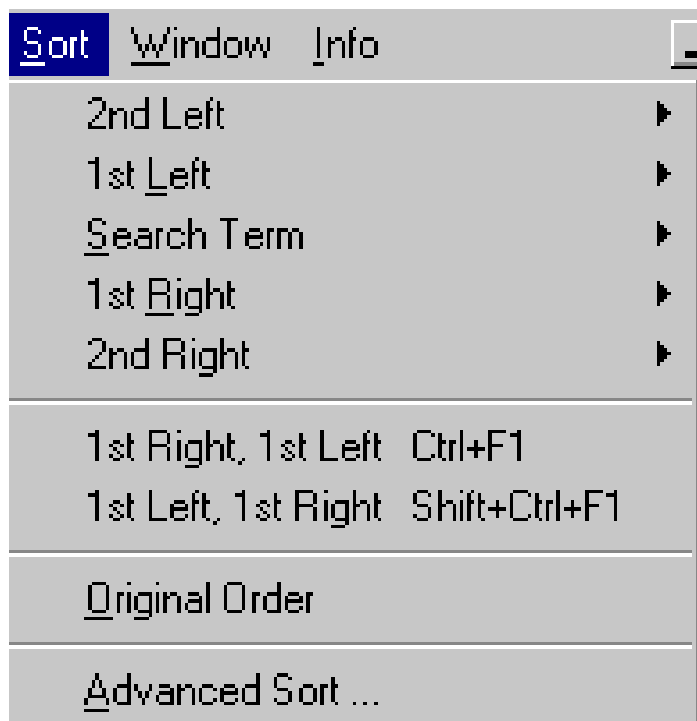 Sort Window Info
2nd Left
1st Left
Search Term
1st Right
2nd Right
1st Right, 1st Left Ctrl+F1
1st Left, 1st Right Shift+Ctrl+F1
Original Order
Advanced Sort ...